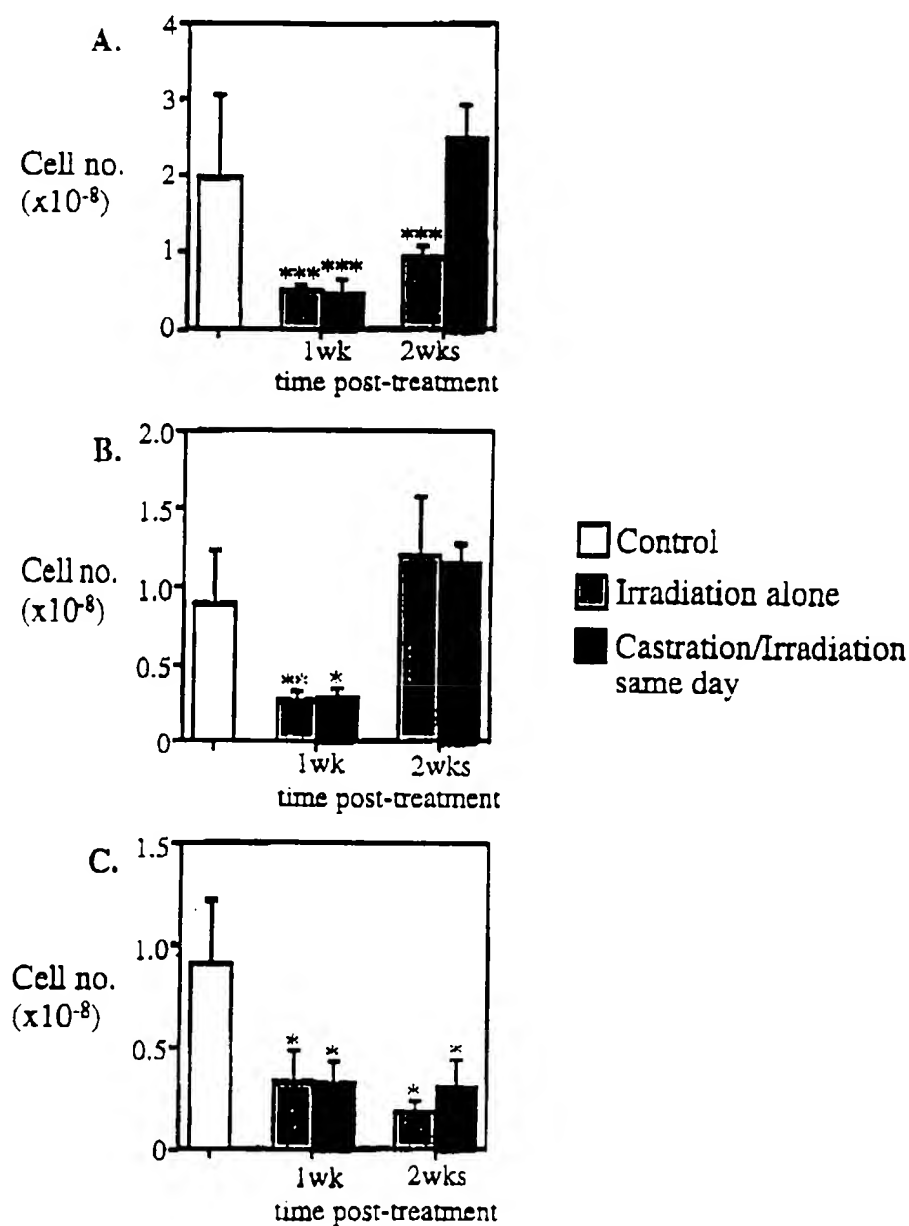 A.
4
3
2
1
0
Cell no.
(x10⁻⁸)
*** ***
***
1wk 2wks
time post-treatment
B.
2.0
1.5
1.0
0.5
0
Cell no.
(x10⁻⁸)
** *
1wk 2wks
time post-treatment
Control
Irradiation alone
Castration/Irradiation
same day
C.
1.5
1.0
0.5
0
Cell no.
(x10⁻⁸)
* *
* *
1wk 2wks
time post-treatment